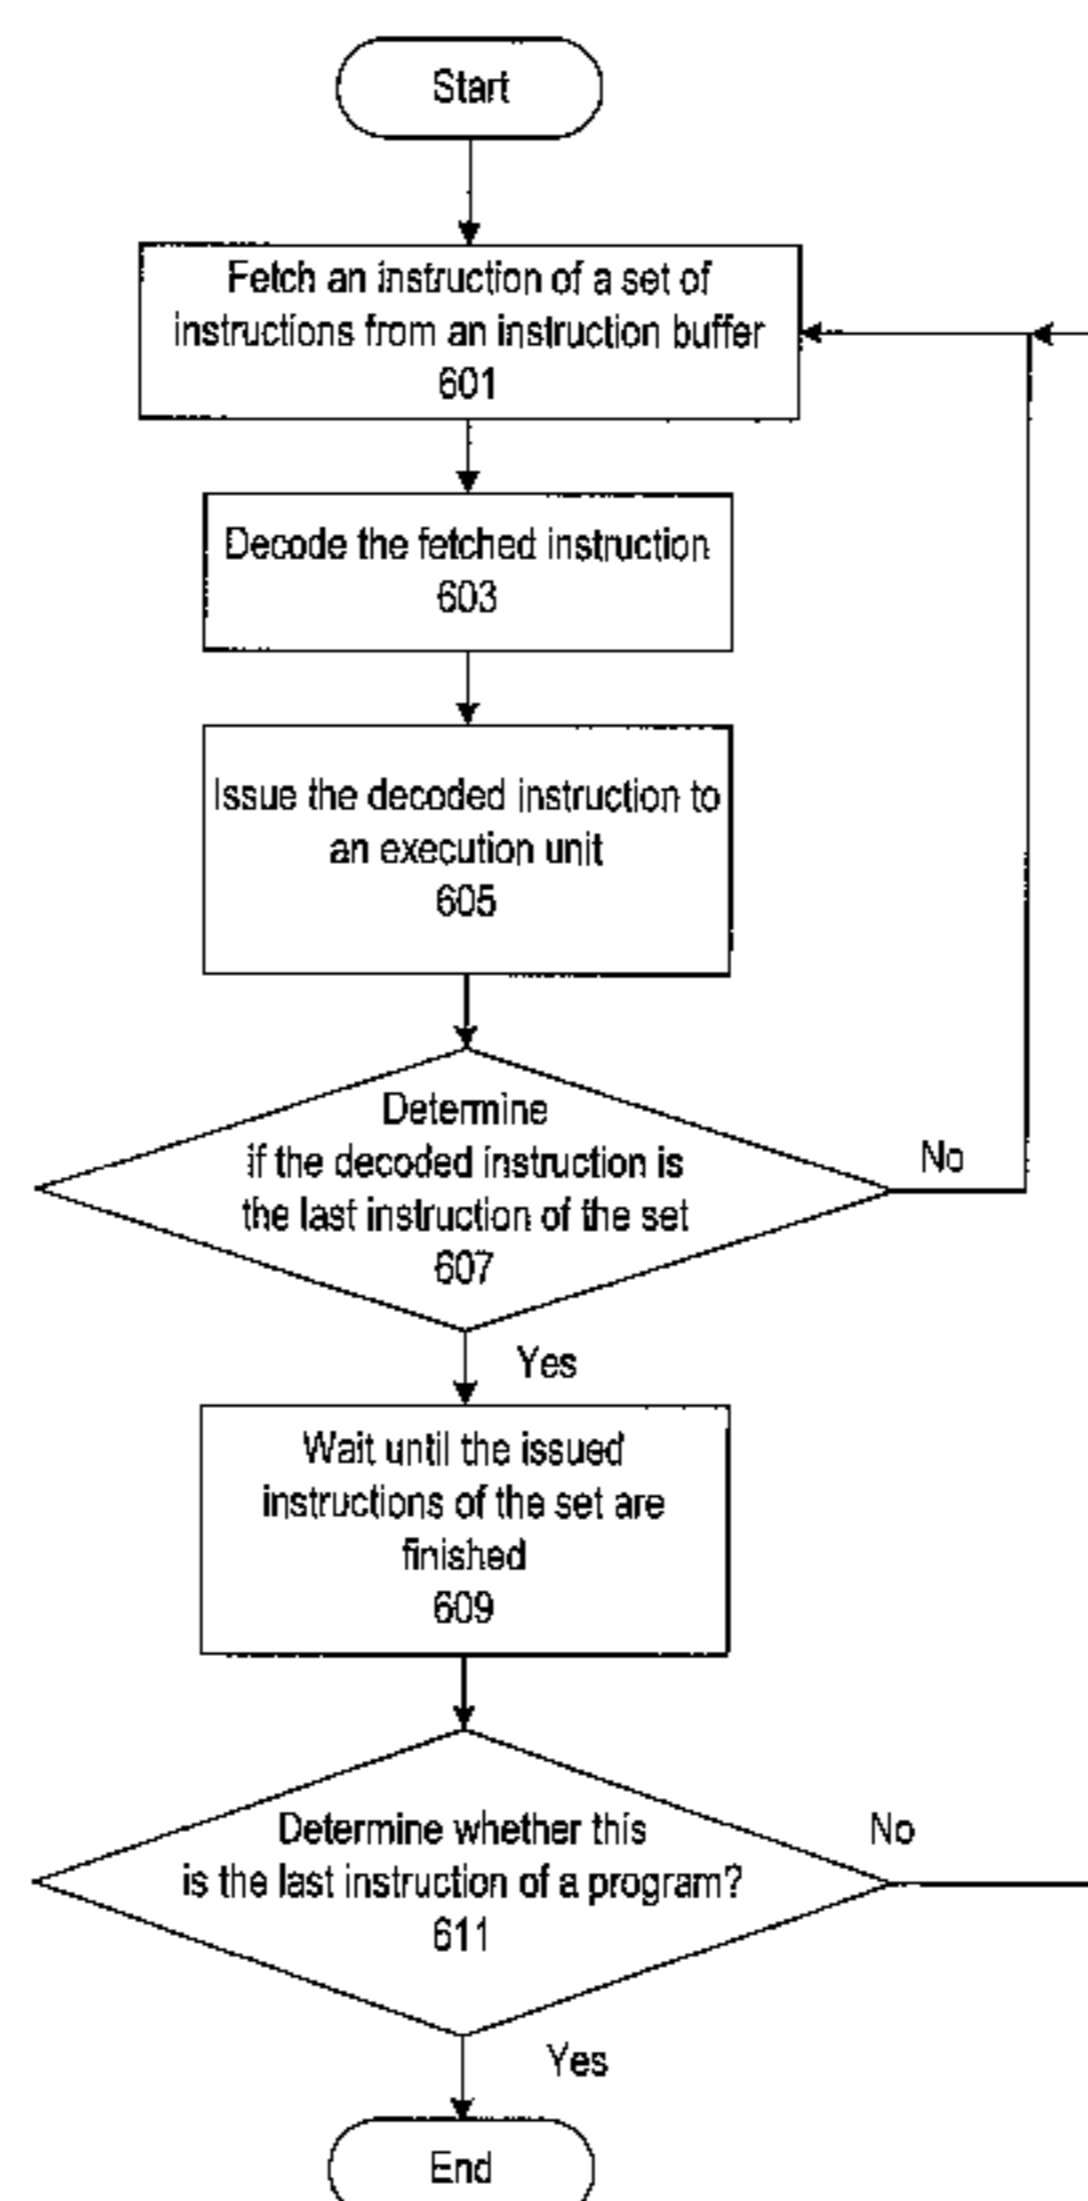 Start
Fetch an instruction of a set of
instructions from an instruction buffer
601
Decode the fetched instruction
603
Issue the decoded instruction to
an execution unit
605
Determine
if the decoded instruction is
the last instruction of the set
607
No
Yes
Wait until the issued
instructions of the set are
finished
609
Determine whether this
is the last instruction of a program?
611
No
Yes
End